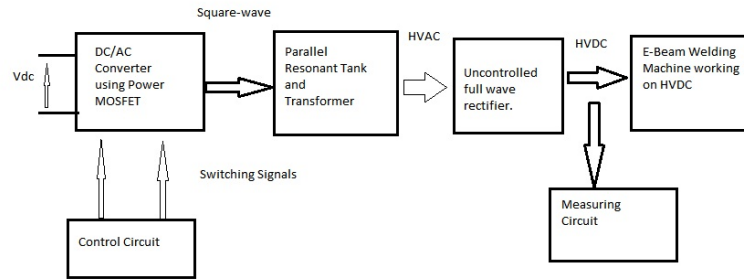 Square-wave
HVAC
HVDC
Vdc
DC/AC
Converter
using Power
MOSFET
Parallel
Resonant Tank
and
Transformer
Uncontrolled
full wave
rectifier.
E-Beam Welding
Machine working
on HVDC
Switching Signals
Control Circuit
Measuring
Circuit